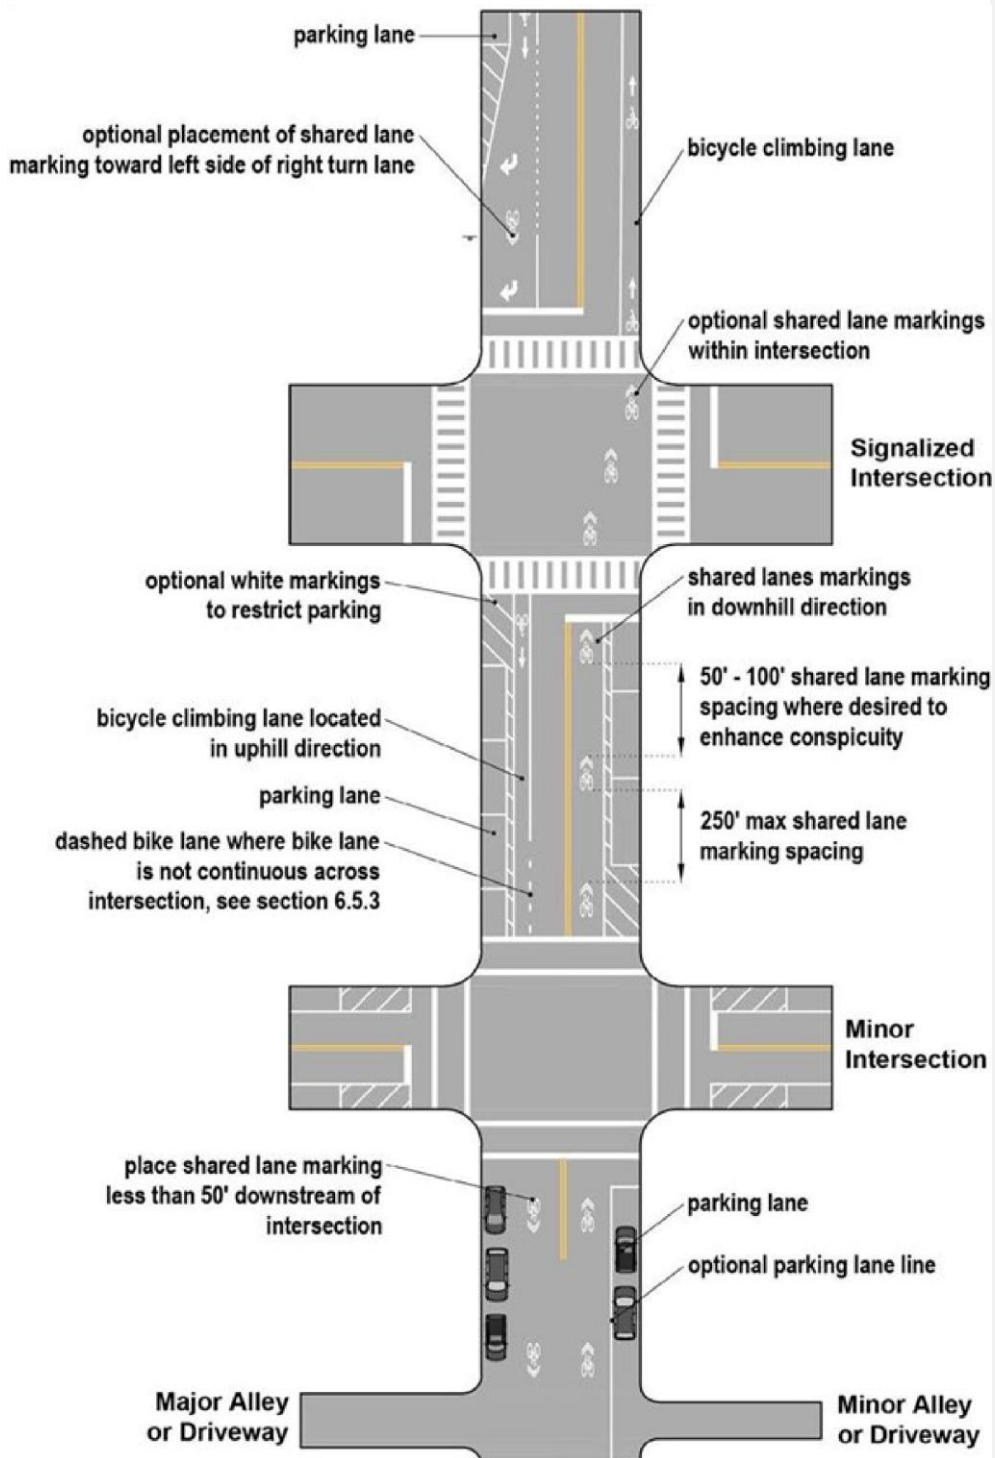 parking lane
optional placement of shared lane
marking toward left side of right turn lane
bicycle climbing lane
optional shared lane markings
within intersection
Signalized
Intersection
optional white markings
to restrict parking
shared lanes markings
in downhill direction
50' - 100' shared lane marking
spacing where desired to
enhance conspicuity
bicycle climbing lane located
in uphill direction
parking lane
250' max shared lane
marking spacing
dashed bike lane where bike lane
is not continuous across
intersection, see section 6.5.3
Minor
Intersection
place shared lane marking
less than 50' downstream of
intersection
parking lane
optional parking lane line
Major Alley
or Driveway
Minor Alley
or Driveway